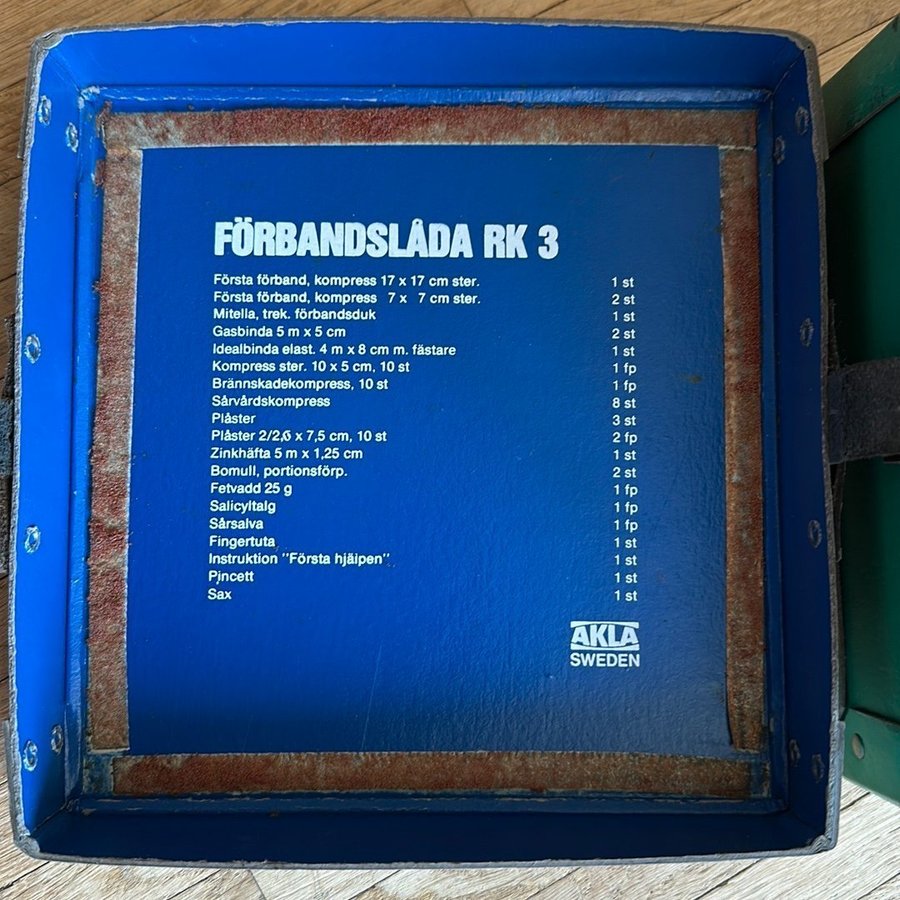 FÖRBANDSLÅDA RK 3
Första förband, kompress 17 x 17 cm ster. 1 st
Första förband, kompress 7 x 7 cm ster. 2 st
Mitella, trek. förbandsduk 1 st
Gasbinda 5 m x 5 cm 2 st
Idealbinda elast. 4 m x 8 cm m. fästare 1 st
Kompress ster. 10 x 5 cm, 10 st 1 fp
Brännskadekompress, 10 st 1 fp
Sårvårdskompress 8 st
Plåster 3 st
Plåster 2/2,6 x 7,5 cm, 10 st 2 fp
Zinkhäfta 5 m x 1,25 cm 1 st
Bomull, portionsförp. 2 st
Fetvadd 25 g 1 fp
Salicyltalg 1 fp
Sårsalva 1 fp
Fingertuta 1 st
Instruktion "Första hjälpen" 1 st
Pincett 1 st
Sax 1 st
AKLA
SWEDEN